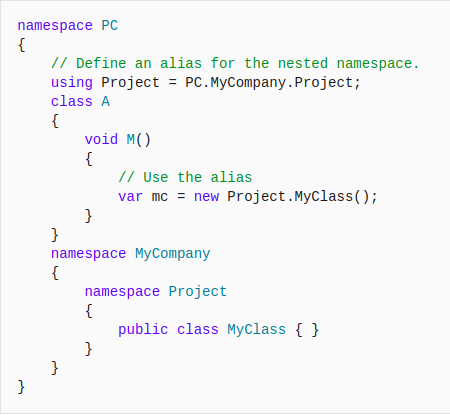 namespace PC
{
    // Define an alias for the nested namespace.
    using Project = PC.MyCompany.Project;
    class A
    {
        void M()
        {
            // Use the alias
            var mc = new Project.MyClass();
        }
    }
    namespace MyCompany
    {
        namespace Project
        {
            public class MyClass { }
        }
    }
}